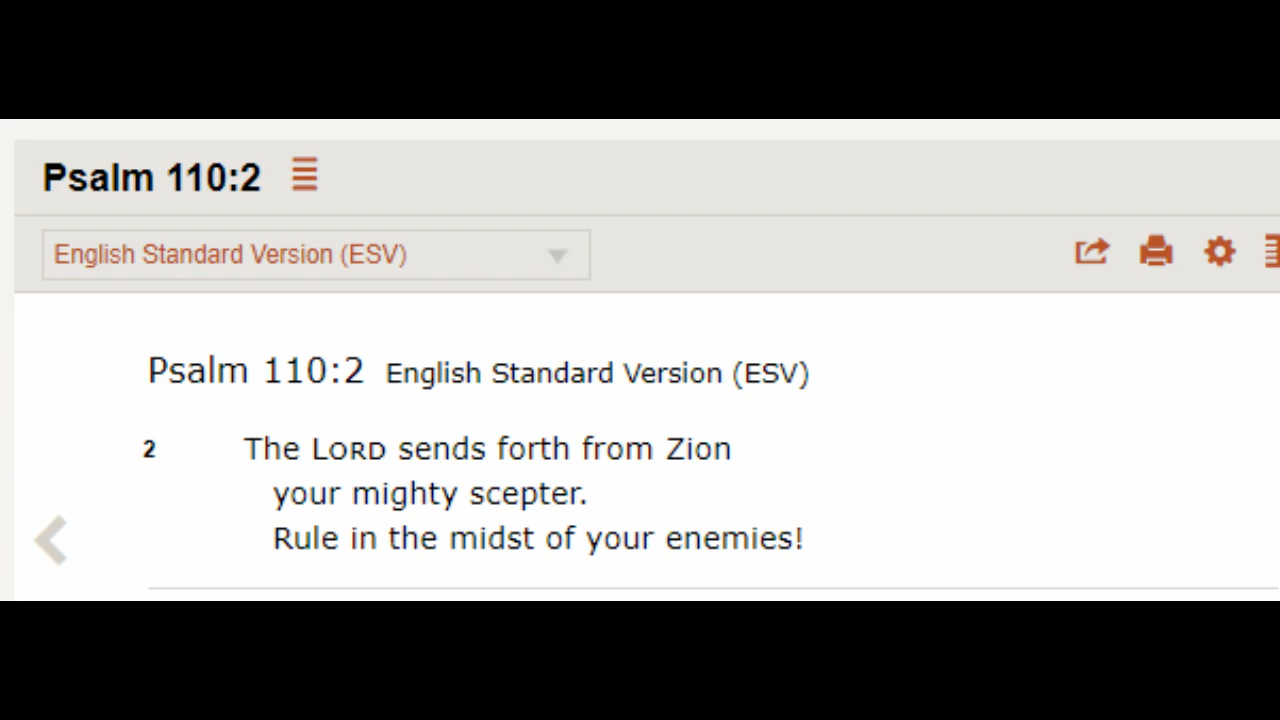 Psalm 110:2
English Standard Version (ESV)
Psalm 110:2 English Standard Version (ESV)
2 The LORD sends forth from Zion
your mighty scepter.
Rule in the midst of your enemies!